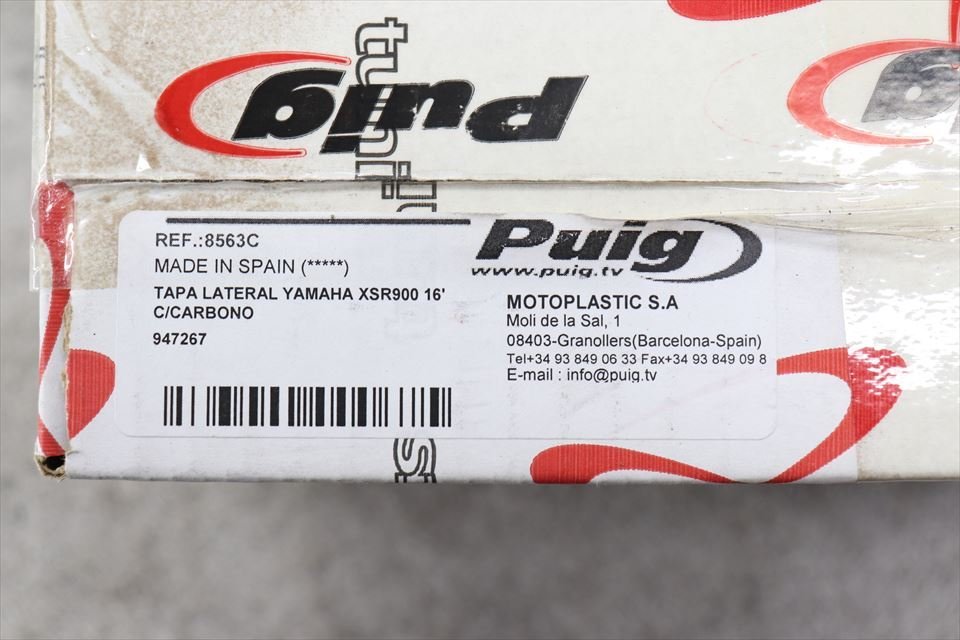 puig
tuning
REF.:8563C
MADE IN SPAIN (*****)
TAPA LATERAL YAMAHA XSR900 16'
C/CARBONO
947267
Puig
www.puig.tv
MOTOPLASTIC S.A
Moli de la Sal, 1
08403-Granollers(Barcelona-Spain)
Tel+34 93 849 06 33 Fax+34 93 849 09 8
E-mail : info@puig.tv
s